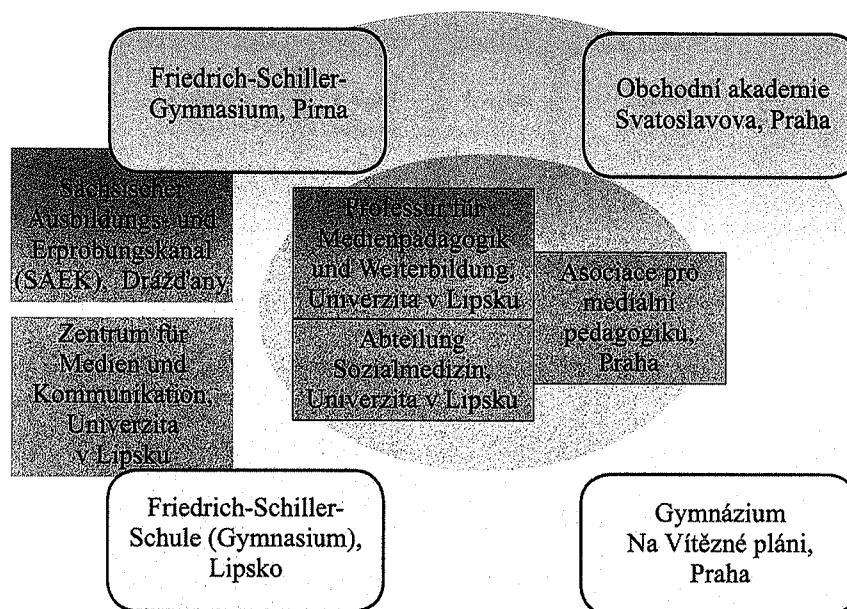 Friedrich-Schiller-
Gymnasium, Pirna
Obchodní akademie
Svatoslavova, Praha
Sächsischer
Ausbildungs- und
Erprobungskanal
(SAEK), Drážďany
Professur für
Medienpädagogik
und Weiterbildung,
Univerzita v Lipsku
Asociace pro
mediální
pedagogiku,
Praha
Zentrum für
Medien und
Kommunikation,
Univerzita
v Lipsku
Abteilung
Sozialmedizin,
Univerzita v Lipsku
Friedrich-Schiller-
Schule (Gymnasium),
Lipsko
Gymnázium
Na Vítězné pláni,
Praha